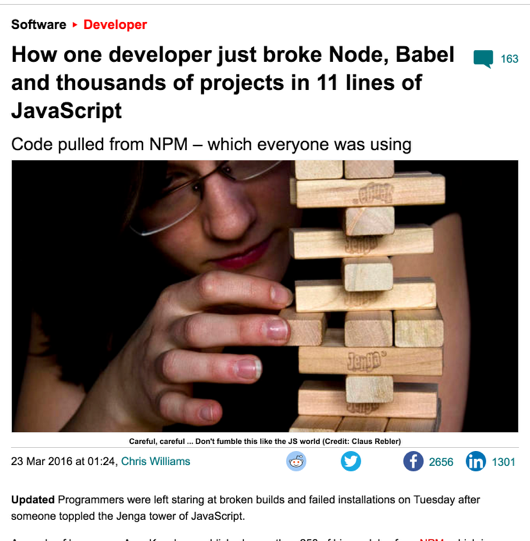 Software ▸ Developer
How one developer just broke Node, Babel
and thousands of projects in 11 lines of
JavaScript
163
Code pulled from NPM – which everyone was using
Jenga
Careful, careful ... Don't fumble this like the JS world (Credit: Claus Rebler)
23 Mar 2016 at 01:24, Chris Williams
2656
1301
Updated Programmers were left staring at broken builds and failed installations on Tuesday after
someone toppled the Jenga tower of JavaScript.